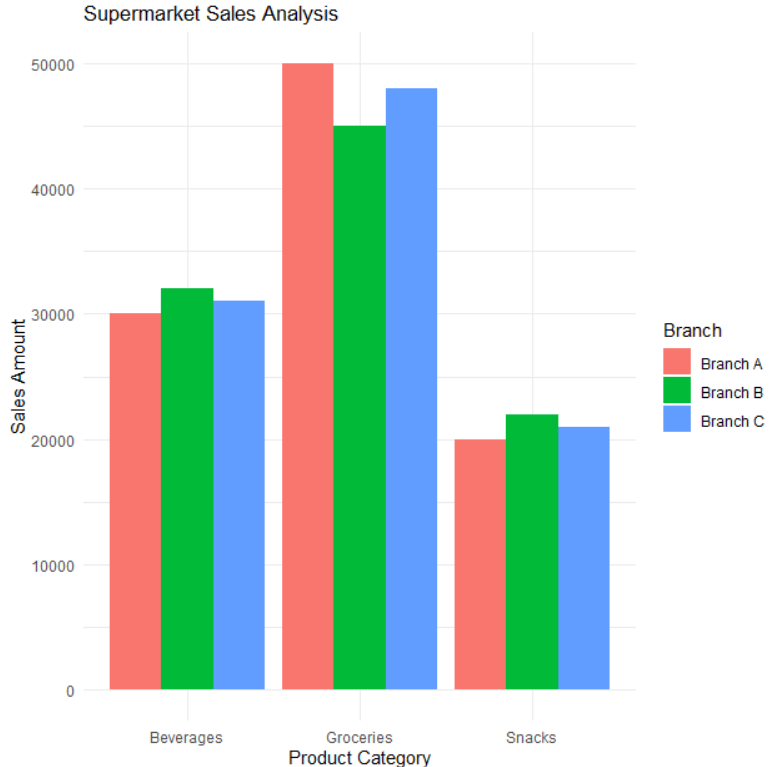 Supermarket Sales Analysis
50000
40000
30000
20000
10000
0
Sales Amount
Beverages Groceries Snacks
Product Category
Branch
Branch A
Branch B
Branch C